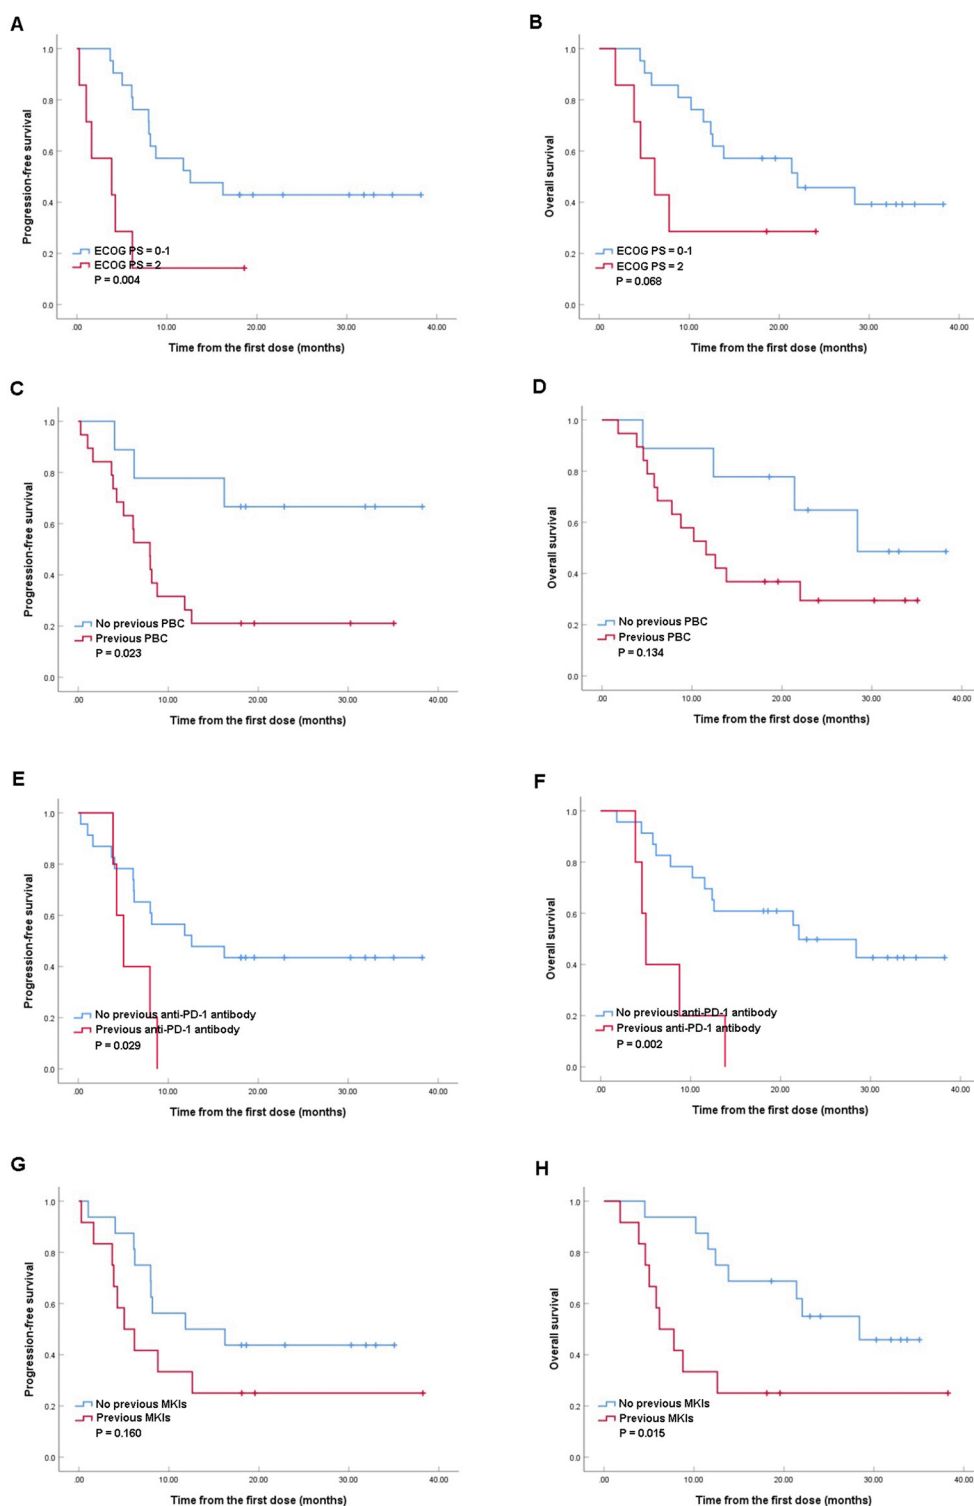 A
1.0
0.8
0.6
0.4
0.2
0.0
Progression-free survival
ECOG PS = 0-1
ECOG PS = 2
P = 0.004
.00 10.00 20.00 30.00 40.00
Time from the first dose (months)
B
1.0
0.8
0.6
0.4
0.2
0.0
Overall survival
ECOG PS = 0-1
ECOG PS = 2
P = 0.068
.00 10.00 20.00 30.00 40.00
Time from the first dose (months)
C
1.0
0.8
0.6
0.4
0.2
0.0
Progression-free survival
No previous PBC
Previous PBC
P = 0.023
.00 10.00 20.00 30.00 40.00
Time from the first dose (months)
D
1.0
0.8
0.6
0.4
0.2
0.0
Overall survival
No previous PBC
Previous PBC
P = 0.134
.00 10.00 20.00 30.00 40.00
Time from the first dose (months)
E
1.0
0.8
0.6
0.4
0.2
0.0
Progression-free survival
No previous anti-PD-1 antibody
Previous anti-PD-1 antibody
P = 0.029
.00 10.00 20.00 30.00 40.00
Time from the first dose (months)
F
1.0
0.8
0.6
0.4
0.2
0.0
Overall survival
No previous anti-PD-1 antibody
Previous anti-PD-1 antibody
P = 0.002
.00 10.00 20.00 30.00 40.00
Time from the first dose (months)
G
1.0
0.8
0.6
0.4
0.2
0.0
Progression-free survival
No previous MKIs
Previous MKIs
P = 0.160
.00 10.00 20.00 30.00 40.00
Time from the first dose (months)
H
1.0
0.8
0.6
0.4
0.2
0.0
Overall survival
No previous MKIs
Previous MKIs
P = 0.015
.00 10.00 20.00 30.00 40.00
Time from the first dose (months)